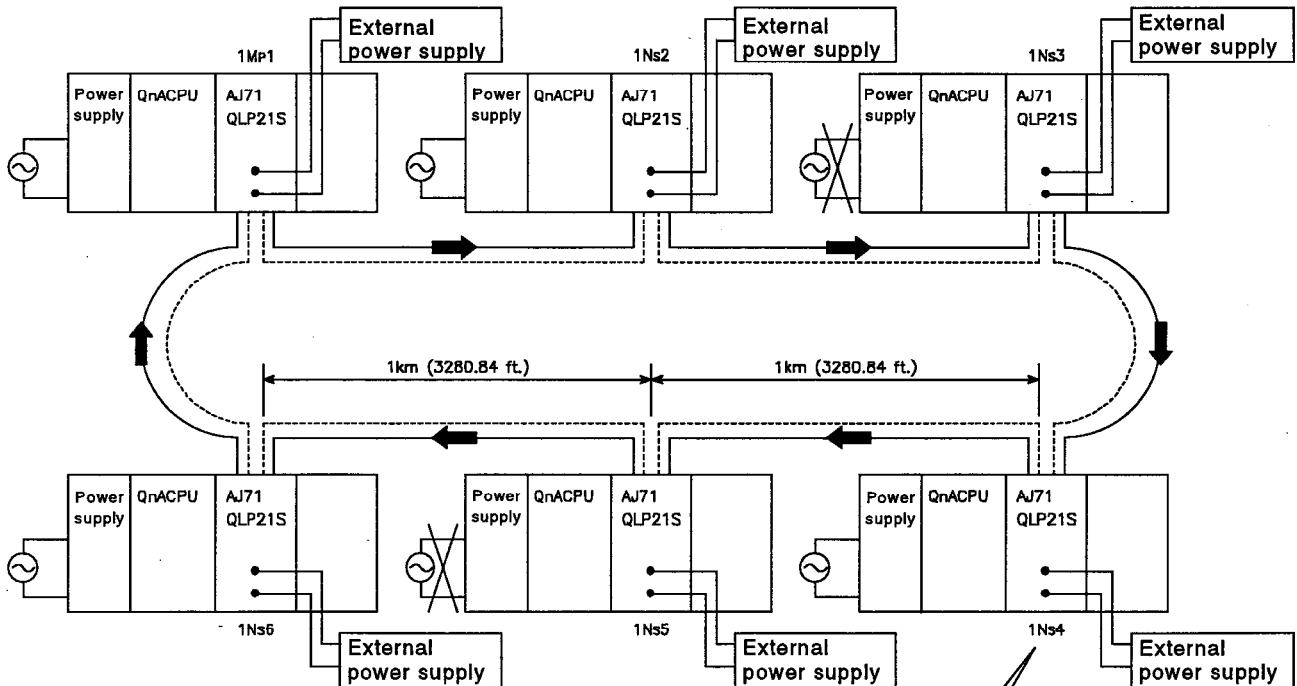 External
power supply
External
power supply
External
power supply
1MP1
1NS2
1NS3
Power
supply
QnACPU
AJ71
QLP21S
Power
supply
QnACPU
AJ71
QLP21S
Power
supply
QnACPU
AJ71
QLP21S
1km (3280.84 ft.)
1km (3280.84 ft.)
Power
supply
QnACPU
AJ71
QLP21S
Power
supply
QnACPU
AJ71
QLP21S
Power
supply
QnACPU
AJ71
QLP21S
1NS6
1NS5
1NS4
External
power supply
External
power supply
External
power supply